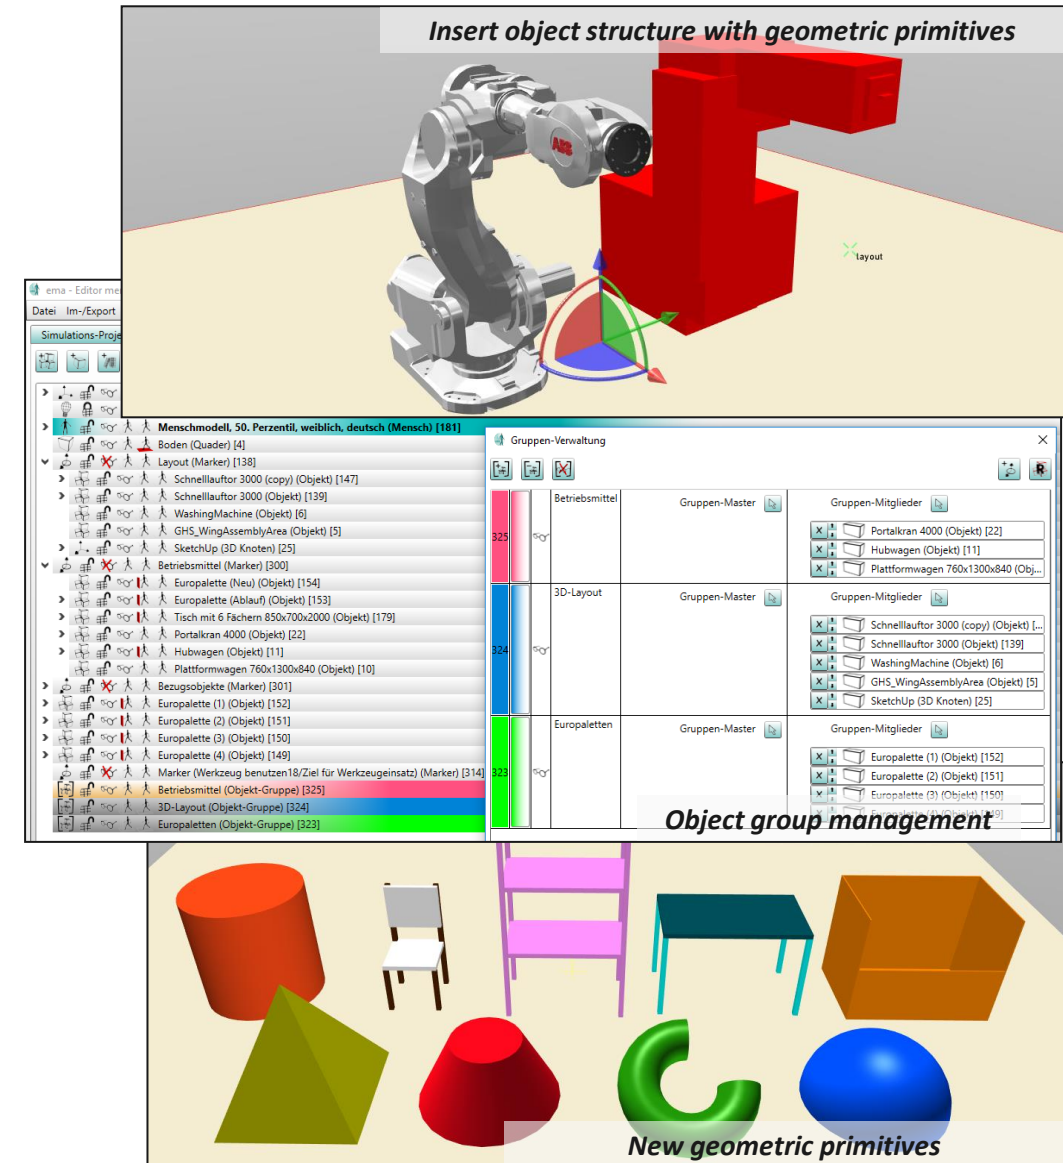 Insert object structure with geometric primitives
ABB
layout
ema - Editor me
Datei Im-/Export
Simulations-Proje
Menschmodell, 50. Perzentil, weiblich, deutsch (Mensch) [181]
Boden (Quader) [4]
Layout (Marker) [138]
Schnelllauftor 3000 (copy) (Objekt) [147]
Schnelllauftor 3000 (Objekt) [139]
WashingMachine (Objekt) [6]
GHS_WingAssemblyArea (Objekt) [5]
SketchUp (3D Knoten) [25]
Betriebsmittel (Marker) [300]
Europalette (Neu) (Objekt) [154]
Europalette (Ablauf) (Objekt) [153]
Tisch mit 6 Fächern 850x700x2000 (Objekt) [179]
Portalkran 4000 (Objekt) [22]
Hubwagen (Objekt) [11]
Plattformwagen 760x1300x840 (Objekt) [10]
Bezugsobjekte (Marker) [301]
Europalette (1) (Objekt) [152]
Europalette (2) (Objekt) [151]
Europalette (3) (Objekt) [150]
Europalette (4) (Objekt) [149]
Marker (Werkzeug benutzen18/Ziel für Werkzeugeinsatz) (Marker) [314]
Betriebsmittel (Objekt-Gruppe) [325]
3D-Layout (Objekt-Gruppe) [324]
Europaletten (Objekt-Gruppe) [323]
Gruppen-Verwaltung
R
325
Betriebsmittel
Gruppen-Master
Gruppen-Mitglieder
X Portalkran 4000 (Objekt) [22]
X Hubwagen (Objekt) [11]
X Plattformwagen 760x1300x840 (Obj...
324
3D-Layout
Gruppen-Master
Gruppen-Mitglieder
X Schnelllauftor 3000 (copy) (Objekt) [...
X Schnelllauftor 3000 (Objekt) [139]
X WashingMachine (Objekt) [6]
X GHS_WingAssemblyArea (Objekt) [5]
X SketchUp (3D Knoten) [25]
323
Europaletten
Gruppen-Master
Gruppen-Mitglieder
X Europalette (1) (Objekt) [152]
X Europalette (2) (Objekt) [151]
X Europalette (3) (Objekt) [150]
X Europalette (4) (Objekt) [149]
Object group management
New geometric primitives